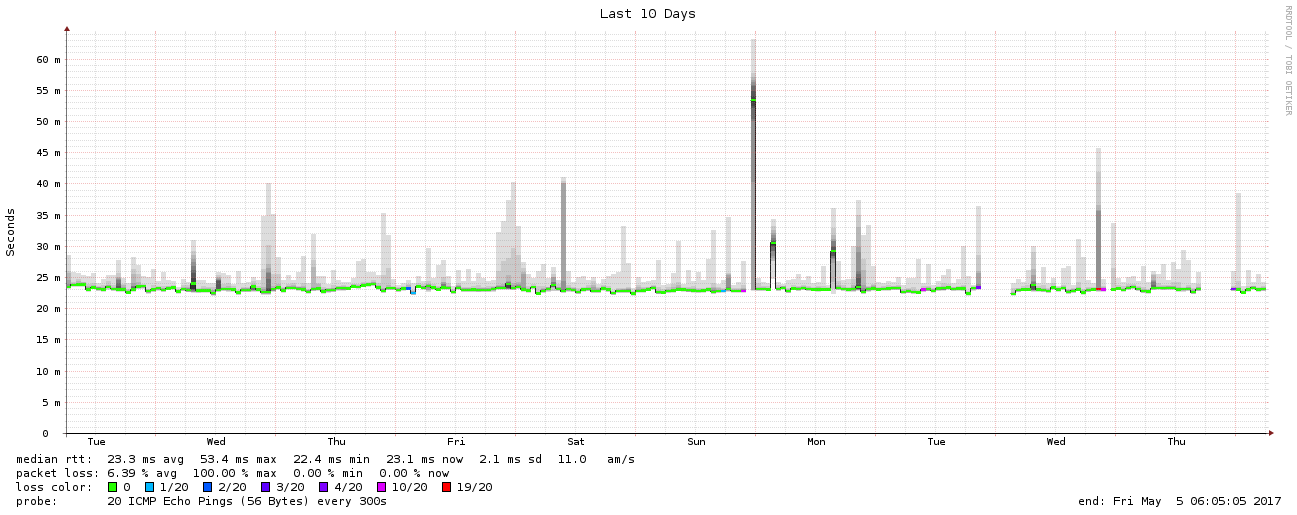 Last 10 Days
RRDTOOL / TOBI OETIKER
Seconds
60 m
55 m
50 m
45 m
40 m
35 m
30 m
25 m
20 m
15 m
10 m
5 m
0
Tue Wed Thu Fri Sat Sun Mon Tue Wed Thu
median rtt: 23.3 ms avg 53.4 ms max 22.4 ms min 23.1 ms now 2.1 ms sd 11.0 am/s
packet loss: 6.39 % avg 100.00 % max 0.00 % min 0.00 % now
loss color: 0 1/20 2/20 3/20 4/20 10/20 19/20
probe: 20 ICMP Echo Pings (56 Bytes) every 300s end: Fri May 5 06:05:05 2017